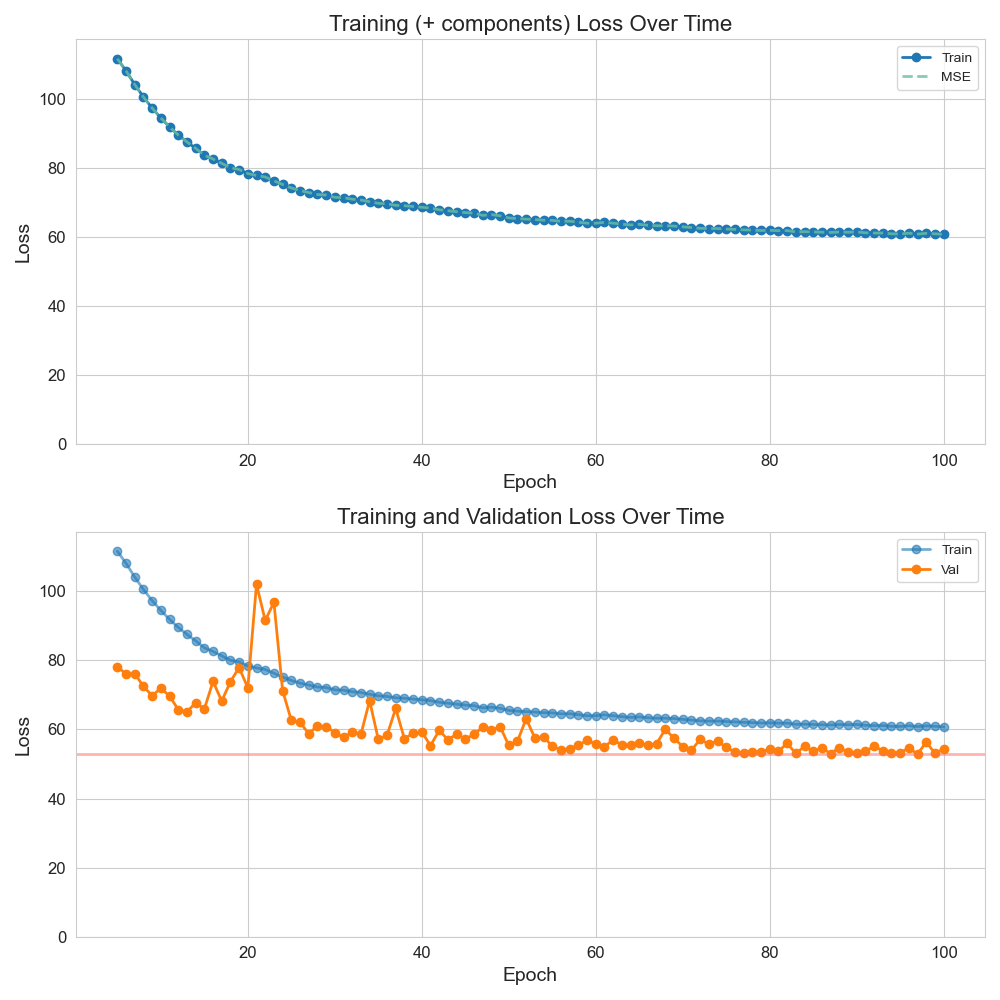 Training (+ components) Loss Over Time
Train
MSE
Loss
100
80
60
40
20
0
20 40 60 80 100
Epoch
Training and Validation Loss Over Time
Train
Val
Loss
100
80
60
40
20
0
20 40 60 80 100
Epoch